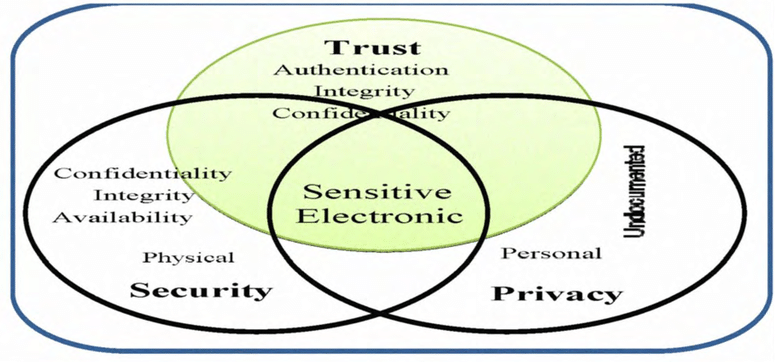 Trust
Authentication
Integrity
Confidentiality
Confidentiality
Integrity
Availability
Physical
Security
Sensitive
Electronic
Undocumented
Personal
Privacy